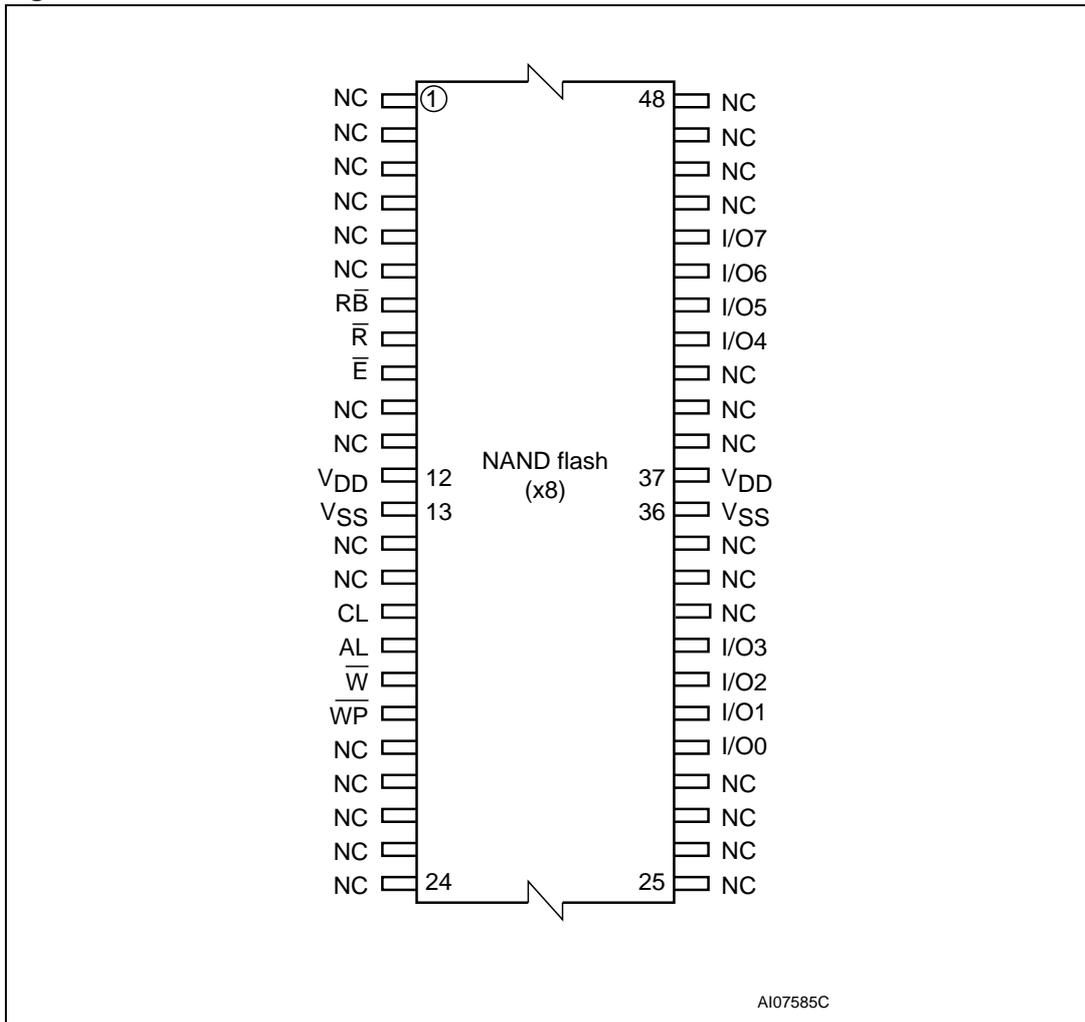 NC 1 48 NC
NC NC
NC NC
NC NC
NC I/O7
NC I/O6
RB̅ I/O5
R̅ I/O4
E̅ NC
NC NC
NC NC
NAND flash
(x8)
VDD 12 37 VDD
VSS 13 36 VSS
NC NC
NC NC
CL NC
AL I/O3
W̅ I/O2
W̅P̅ I/O1
NC I/O0
NC NC
NC NC
NC NC
NC 24 25 NC
AI07585C